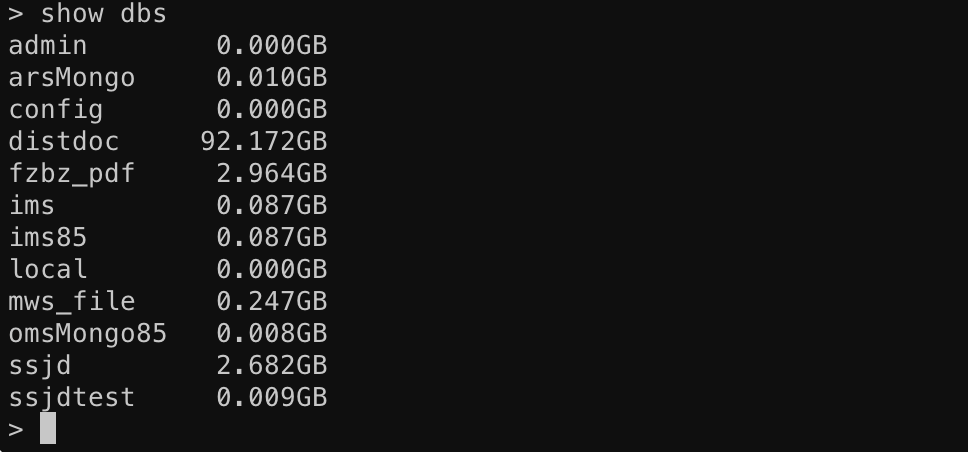 > show dbs
admin        0.000GB
arsMongo     0.010GB
config       0.000GB
distdoc     92.172GB
fzbz_pdf     2.964GB
ims          0.087GB
ims85        0.087GB
local        0.000GB
mws_file     0.247GB
omsMongo85   0.008GB
ssjd         2.682GB
ssjdtest     0.009GB
>